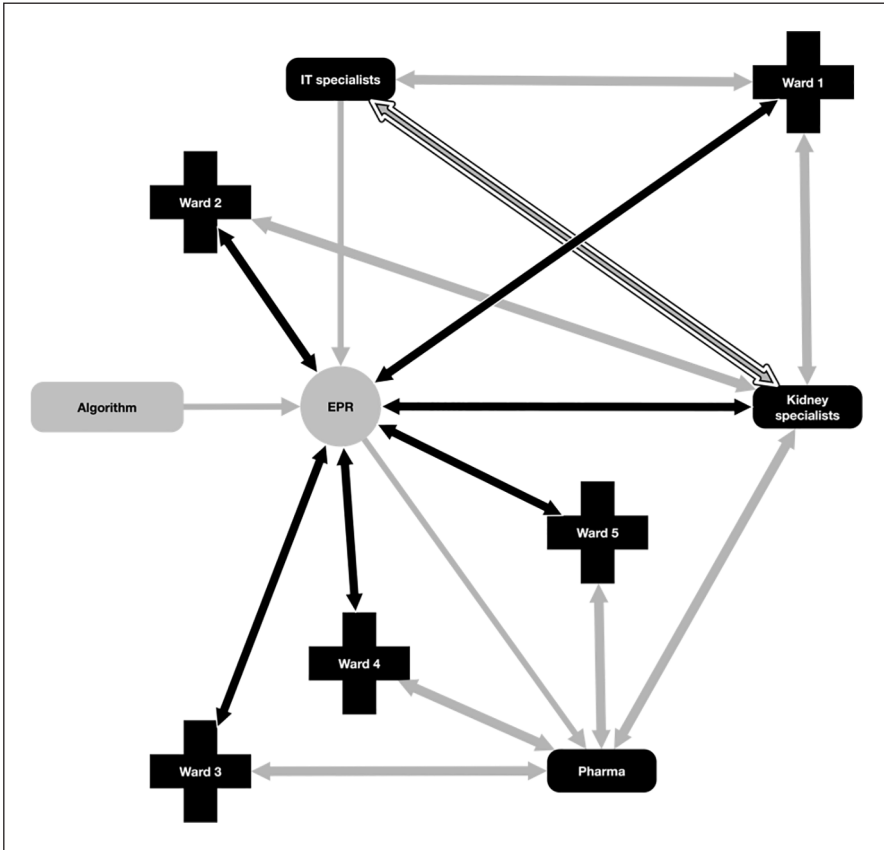 IT specialists
Ward 1
Ward 2
Algorithm
EPR
Kidney
specialists
Ward 5
Ward 4
Ward 3
Pharma